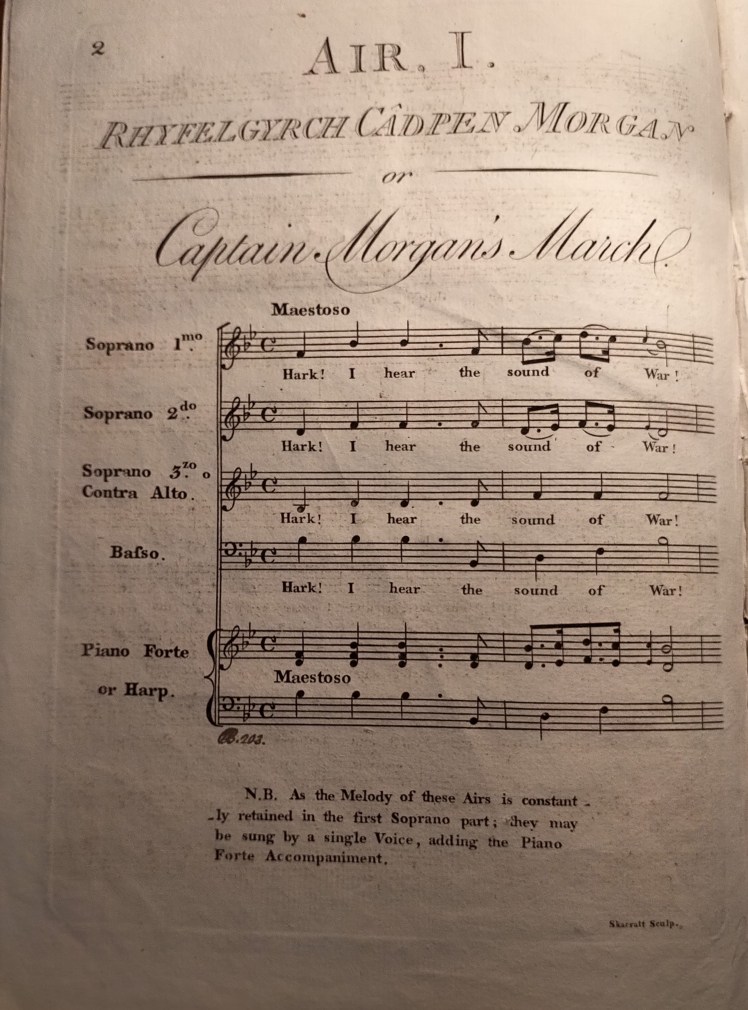 2
AIR. I.
RHYFELGYRCH CÂDPEN MORGAN
or
Captain Morgan's March.
Maestoso
Soprano 1mo.
Hark! I hear the sound of War!
Soprano 2do.
Hark! I hear the sound of War!
Soprano 3zo. o
Contra Alto.
Hark! I hear the sound of War!
Baſso.
Hark! I hear the sound of War!
Piano Forte
Maestoso
or Harp.
B.203.
N.B. As the Melody of these Airs is constant-
-ly retained in the first Soprano part; they may
be sung by a single Voice, adding the Piano
Forte Accompaniment.
Skarratt Sculp.